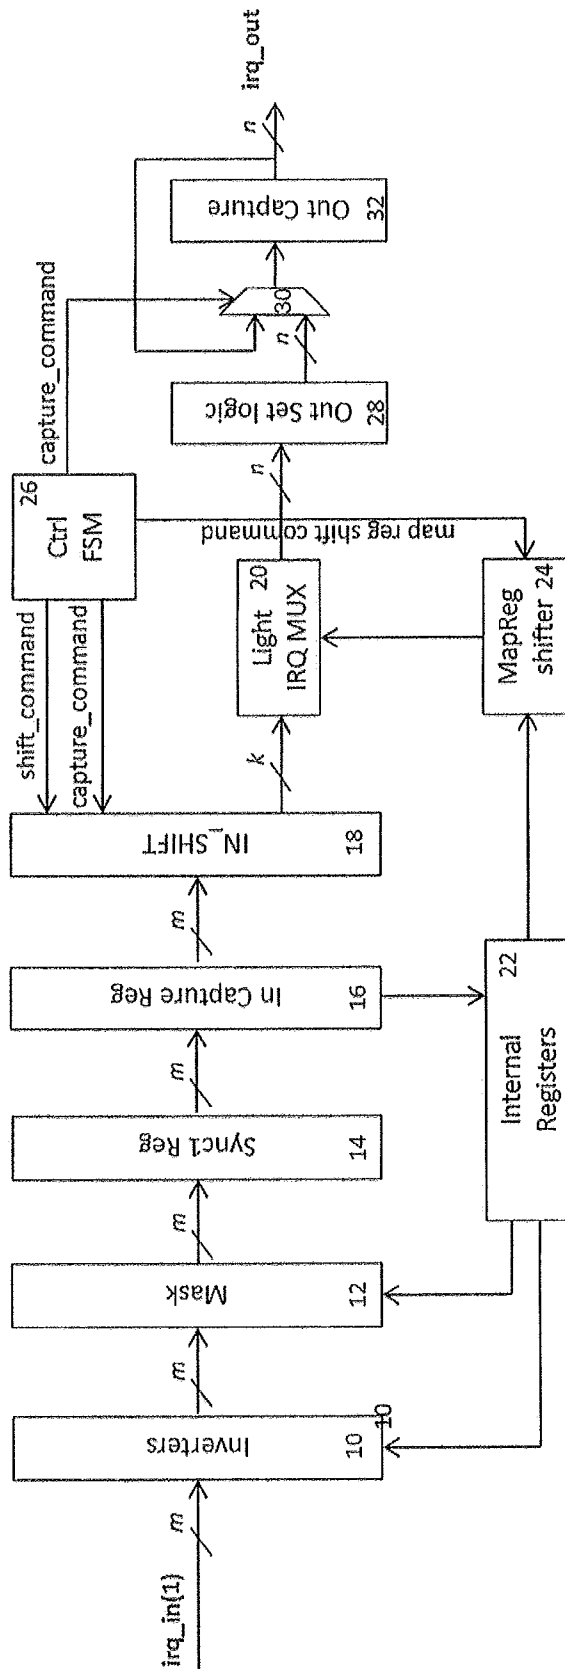 irq_in(1)
m
Inverters
10
10
m
Mask
12
m
Sync1 Reg
14
m
In Capture Reg
16
m
IN_SHIIFT
18
shift_command
capture_command
k
Ctrl
FSM
26
capture_command
Light
IRQ MUX
20
map reg shift command
n
Out Set logic
28
n
30
Out Capture
32
n
irq_out
Internal
Registers
22
MapReg
shifter
24